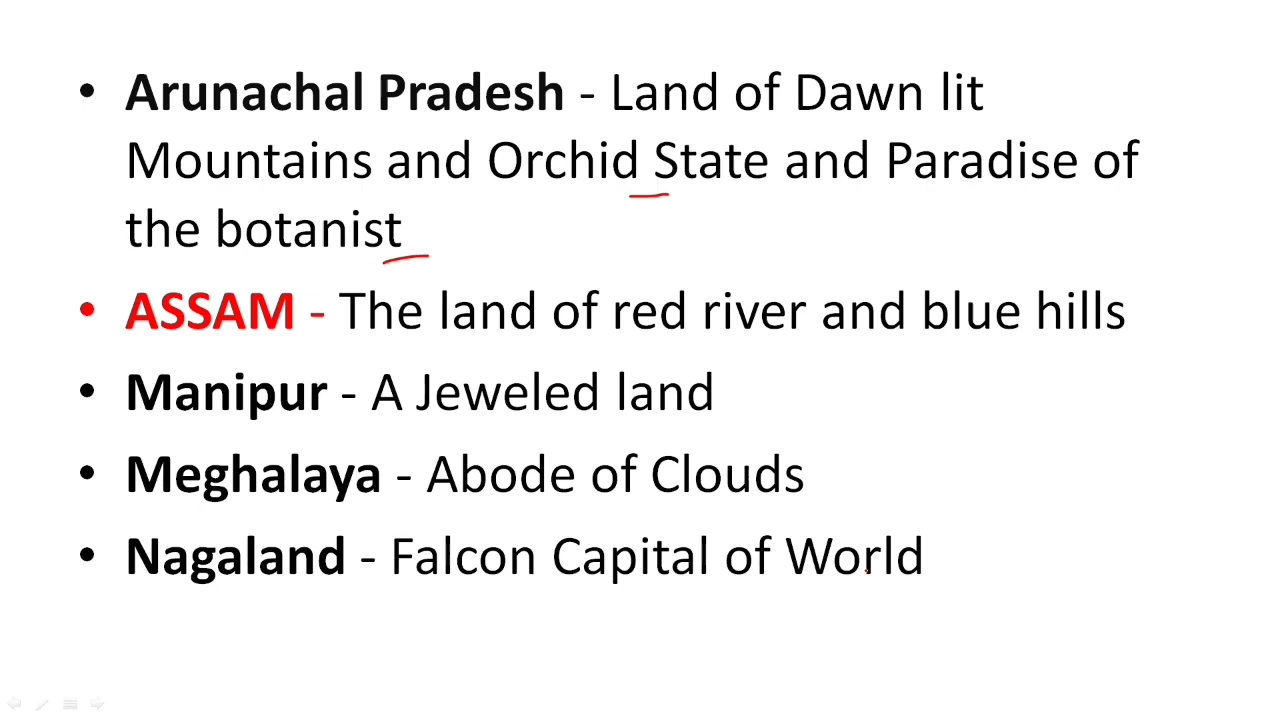 • Arunachal Pradesh - Land of Dawn lit
Mountains and Orchid State and Paradise of
the botanist
• ASSAM - The land of red river and blue hills
• Manipur - A Jeweled land
• Meghalaya - Abode of Clouds
• Nagaland - Falcon Capital of World